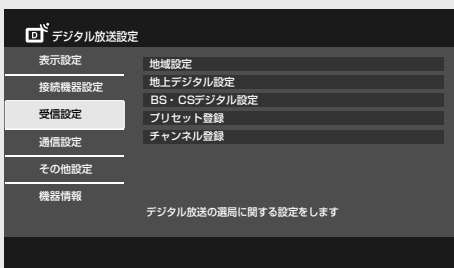 デジタル放送設定
表示設定
接続機器設定
受信設定
通信設定
その他設定
機器情報
地域設定
地上デジタル設定
BS・CSデジタル設定
プリセット登録
チャンネル登録
デジタル放送の選局に関する設定をします